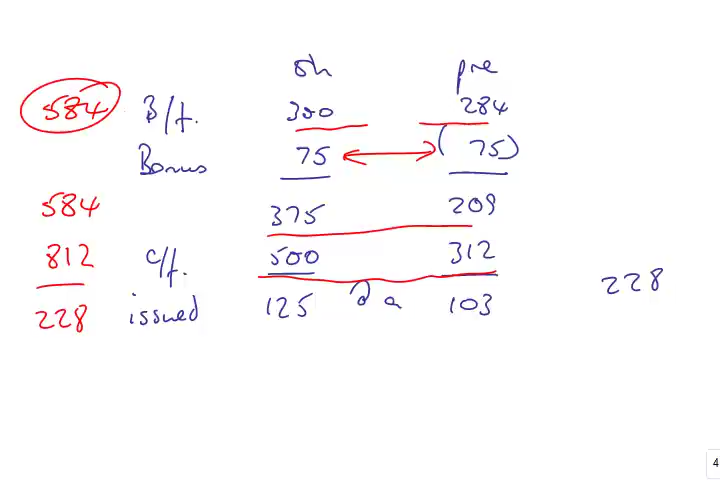 sh pre
584 B/f. 300 284
Bonus 75 (75)
584 375 209
812 c/f. 500 312
228 issued 125 103 228
4